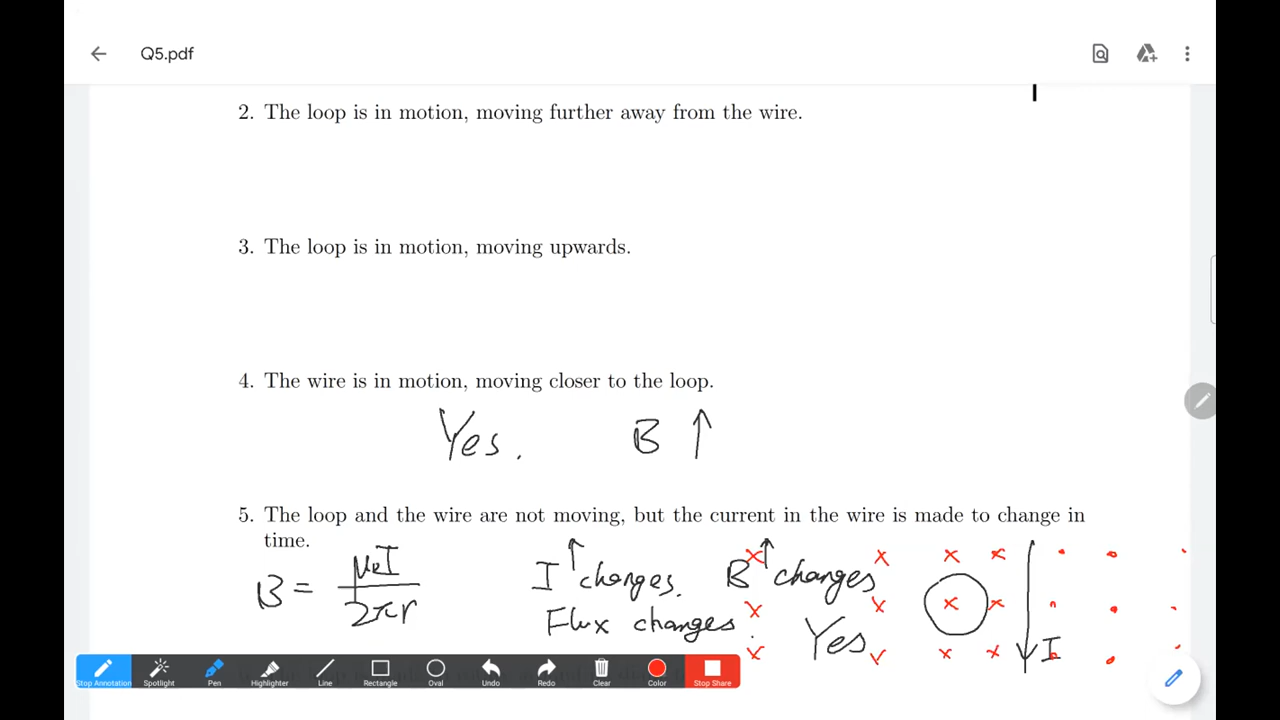 Q5.pdf
2. The loop is in motion, moving further away from the wire.
3. The loop is in motion, moving upwards.
4. The wire is in motion, moving closer to the loop.
Yes. B ↑
5. The loop and the wire are not moving, but the current in the wire is made to change in
time.
B = μ₀I / 2πr
I ↑ changes. B ↑ changes
Flux changes Yes
I
Stop Annotation Spotlight Pen Highlighter Line Rectangle Oval Undo Redo Clear Color Stop Share